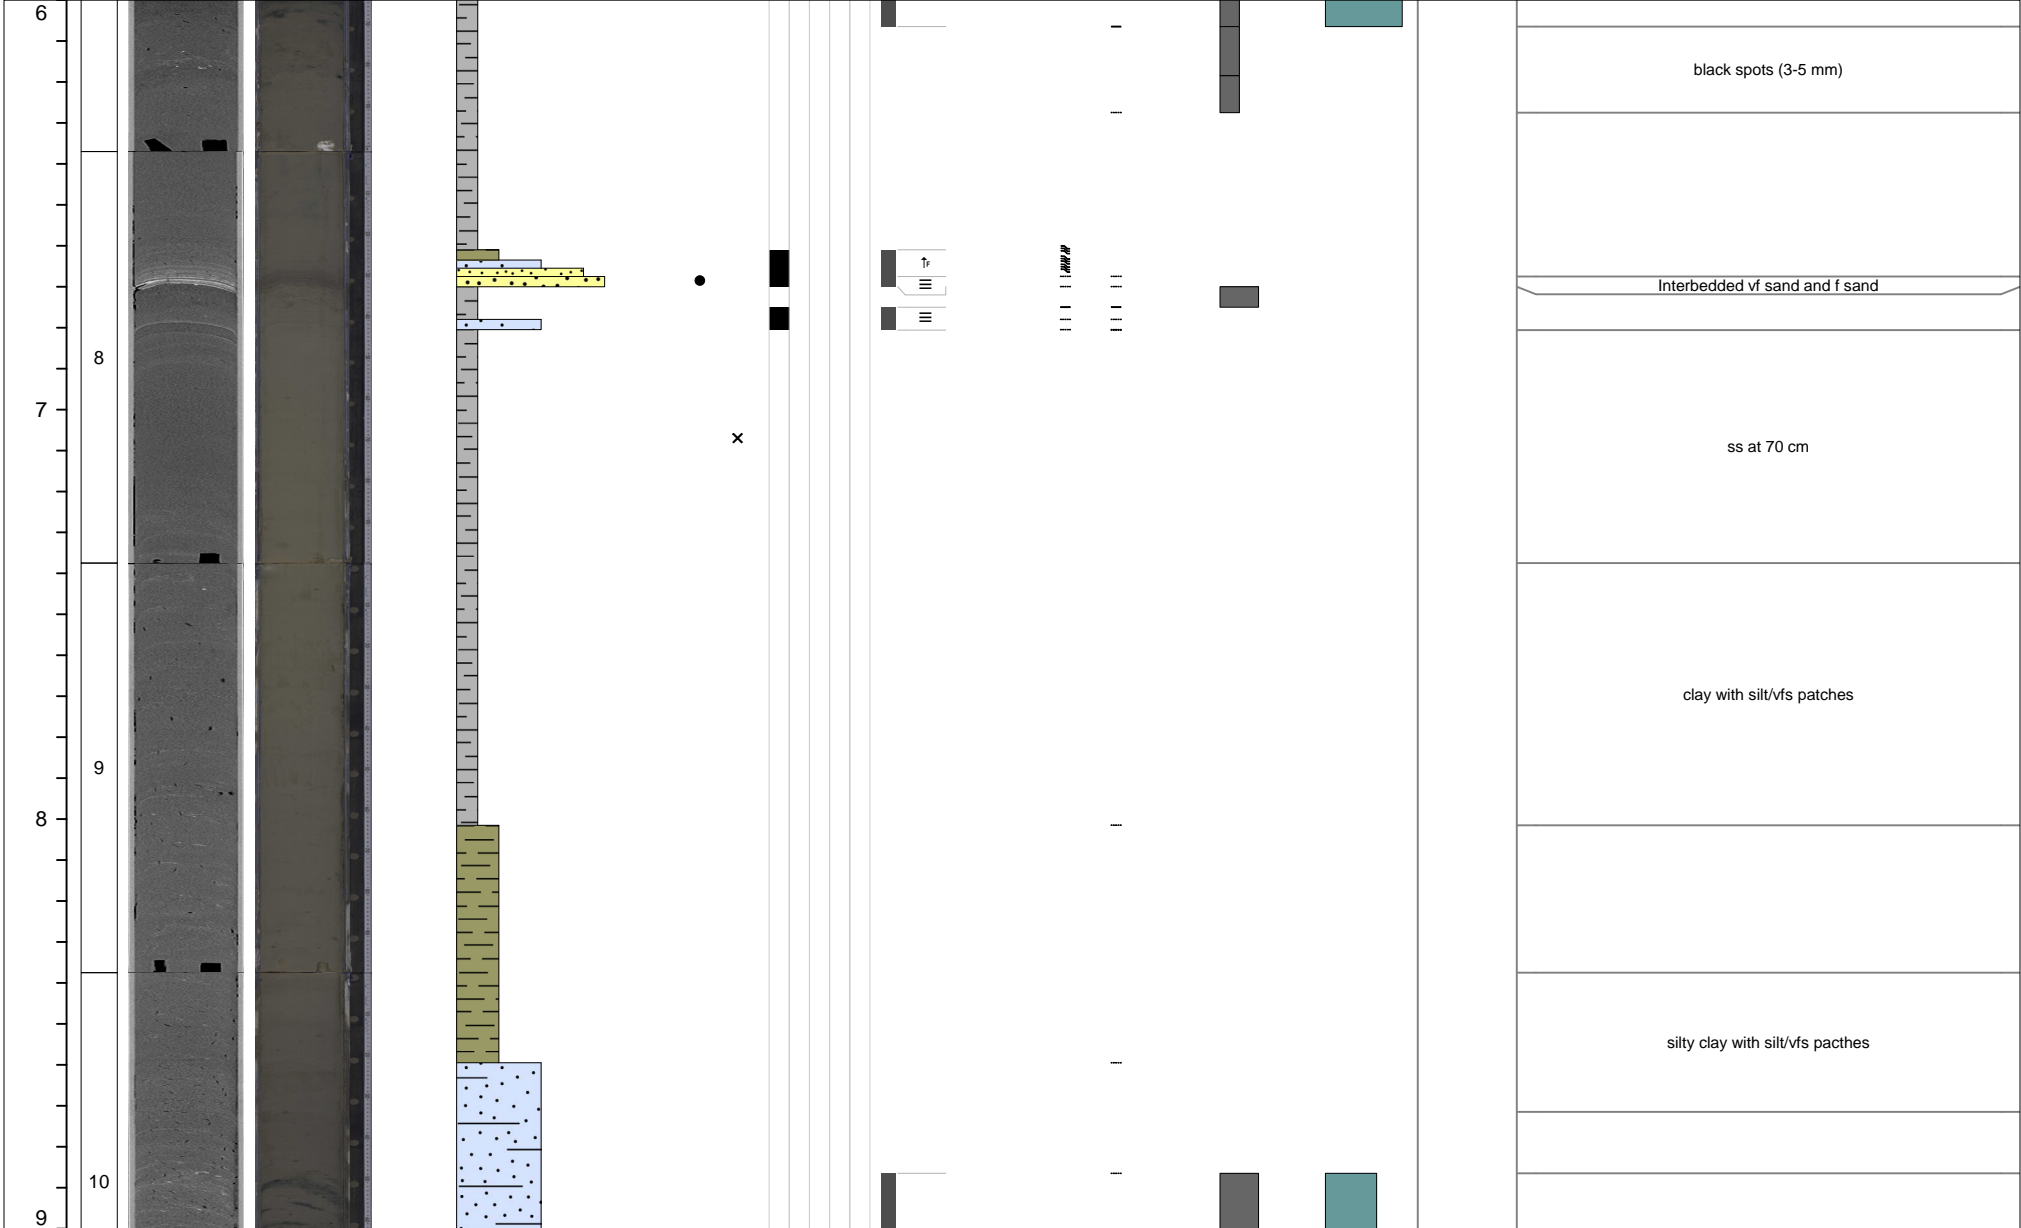 6
black spots (3-5 mm)
F
Interbedded vf sand and f sand
8
7
ss at 70 cm
clay with silt/vfs patches
9
8
silty clay with silt/vfs pacthes
10
9